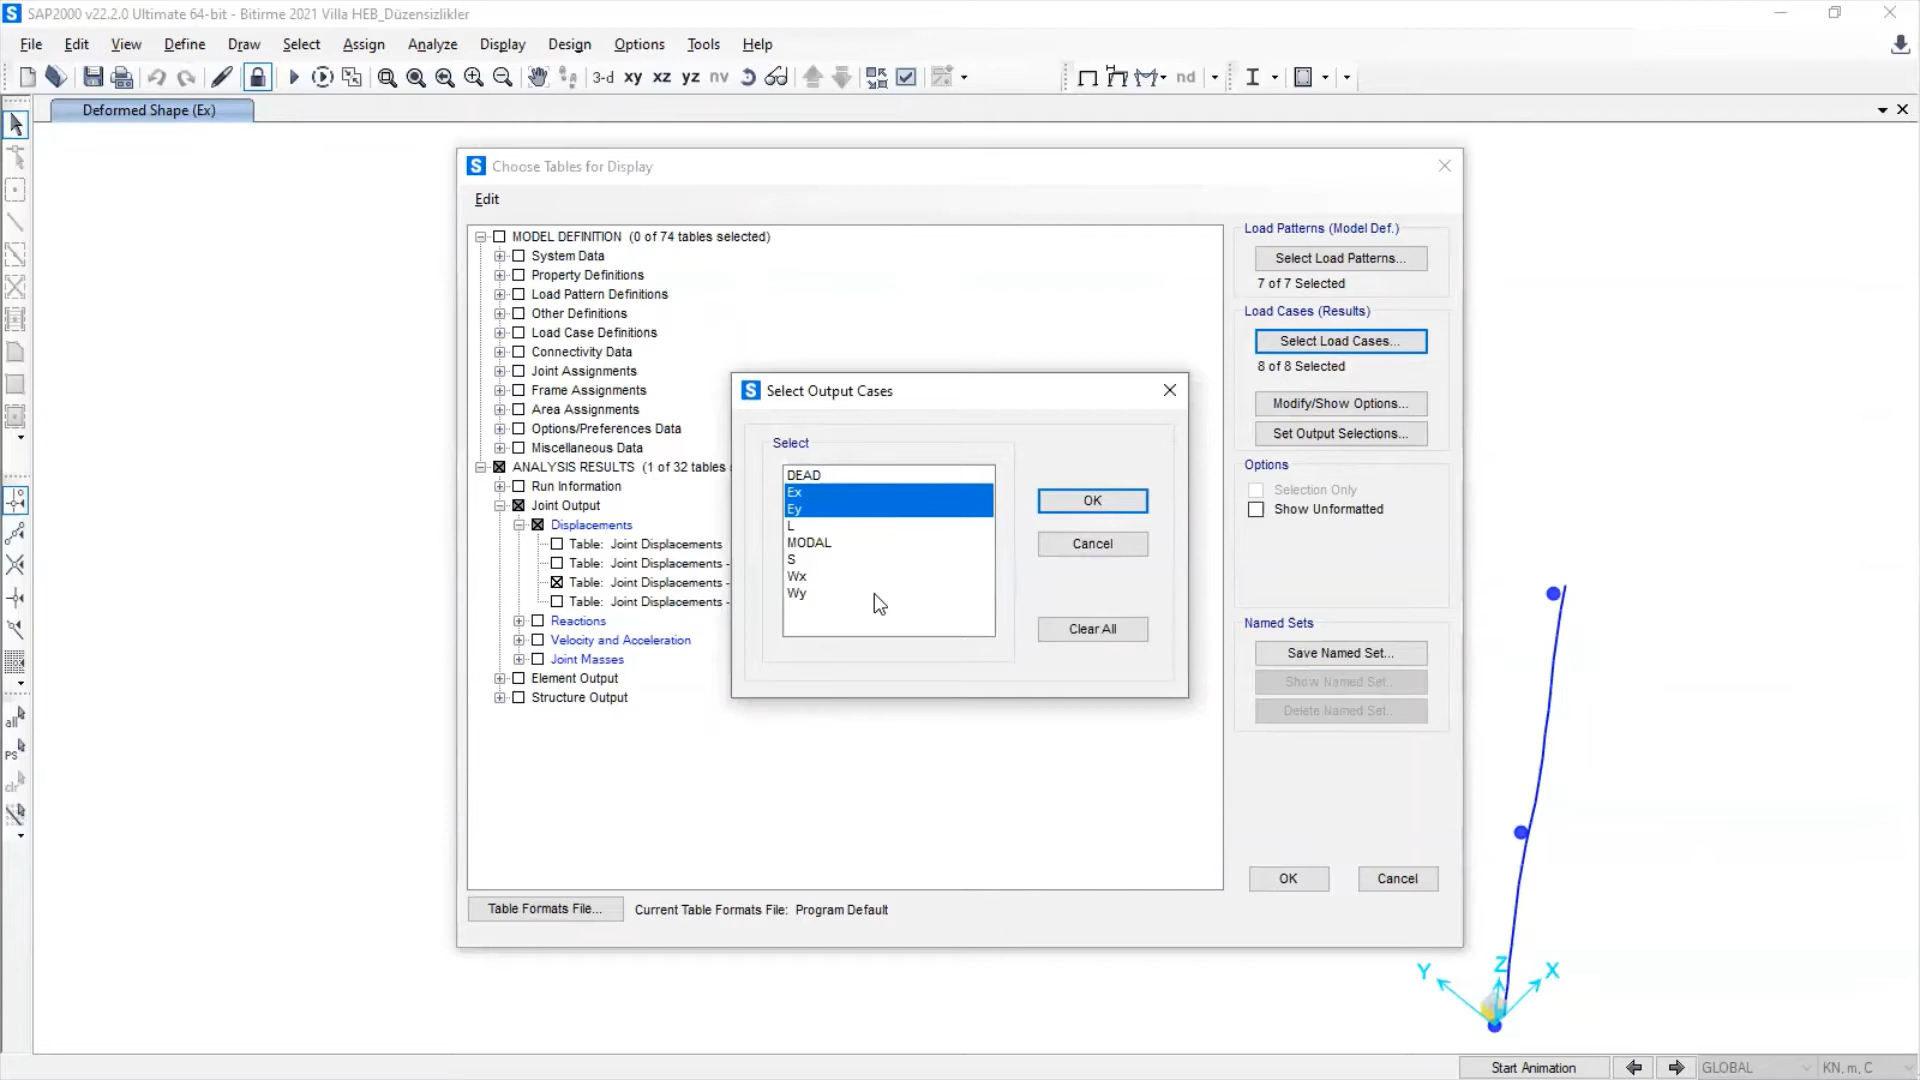 SAP2000 v22.2.0 Ultimate 64-bit - Bitirme 2021 Villa HEB_Düzensizlikler
File Edit View Define Draw Select Assign Analyze Display Design Options Tools Help
3-d xy xz yz nv nd
Deformed Shape (Ex)
Choose Tables for Display
Edit
MODEL DEFINITION (0 of 74 tables selected)
System Data
Property Definitions
Load Pattern Definitions
Other Definitions
Load Case Definitions
Connectivity Data
Joint Assignments
Frame Assignments
Area Assignments
Options/Preferences Data
Miscellaneous Data
ANALYSIS RESULTS (1 of 32 tables
Run Information
Joint Output
Displacements
Table: Joint Displacements
Table: Joint Displacements -
Table: Joint Displacements -
Table: Joint Displacements -
Reactions
Velocity and Acceleration
Joint Masses
Element Output
Structure Output
Load Patterns (Model Def.)
Select Load Patterns...
7 of 7 Selected
Load Cases (Results)
Select Load Cases...
8 of 8 Selected
Modify/Show Options...
Set Output Selections...
Options
Selection Only
Show Unformatted
Named Sets
Save Named Set...
Show Named Set...
Delete Named Set...
OK
Cancel
Table Formats File...
Current Table Formats File: Program Default
Select Output Cases
Select
DEAD
Ex
Ey
L
MODAL
S
Wx
Wy
OK
Cancel
Clear All
all
PS
clr
Y Z X
Start Animation
GLOBAL
KN, m, C